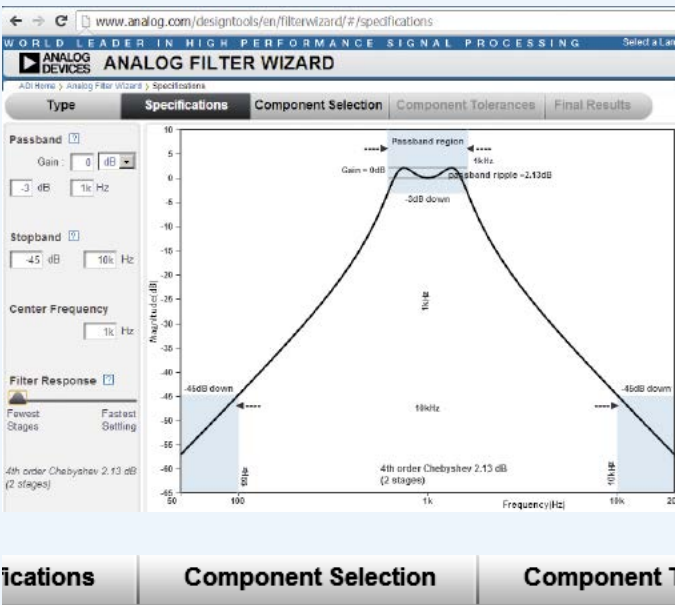 www.analog.com/designtools/en/filterwizard/#/specifications
WORLD LEADER IN HIGH PERFORMANCE SIGNAL PROCESSING Select a Lan
ANALOG DEVICES ANALOG FILTER WIZARD
ADI Home > Analog Filter Wizard > Specifications
Type Specifications Component Selection Component Tolerances Final Results
Passband ?
Gain : 0 dB
-3 dB 1k Hz
Stopband ?
-45 dB 10k Hz
Center Frequency
1k Hz
Filter Response ?
Fewest Stages
Fastest Settling
4th order Chebyshev 2.13 dB
(2 stages)
10
5
0
-5
-10
-15
-20
-25
-30
-35
-40
-45
-50
-55
-60
-65
Magnitude(dB)
Passband region
1kHz
Gain = 0dB
passband ripple =2.13dB
-3dB down
1kHz
-45dB down
-45dB down
10kHz
10kHz
4th order Chebyshev 2.13 dB
(2 stages)
50 100 1k 10k 20
Frequency(Hz)
ications Component Selection Component T